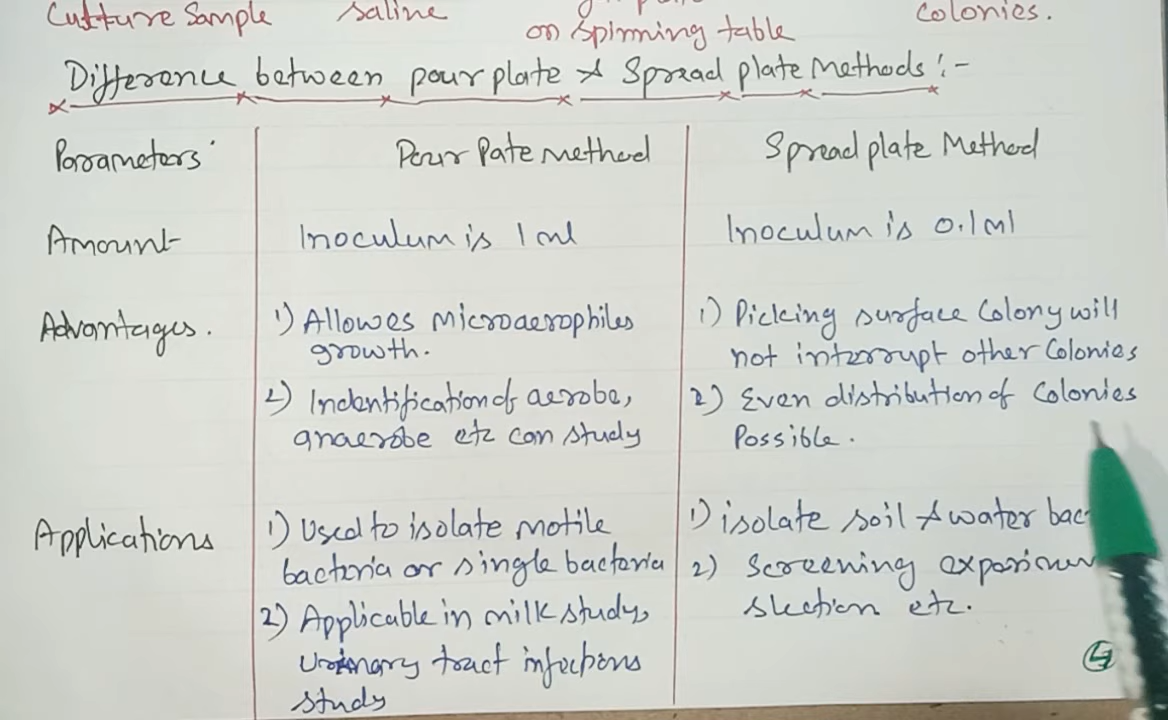 Cutture Sample saline
on spinning table
colonies.
Difference between pour plate & Spread plate Methods :-
Parameters
Pour Pate method
Spread plate Method
Amount
Inoculum is 1 ml
Inoculum is 0.1 ml
Advantages.
1) Allowes microaerophiles
growth.
2) Indentification of aerobe,
anaerobe etc can study
1) Picking surface Colony will
not interrupt other Colonies
2) Even distribution of Colonies
Possible.
Applications
1) Used to isolate motile
bacteria or single bacteria
2) Applicable in milk study,
Urinary tract infections
study
1) isolate soil & water bac
2) Screening
slection etc.
4